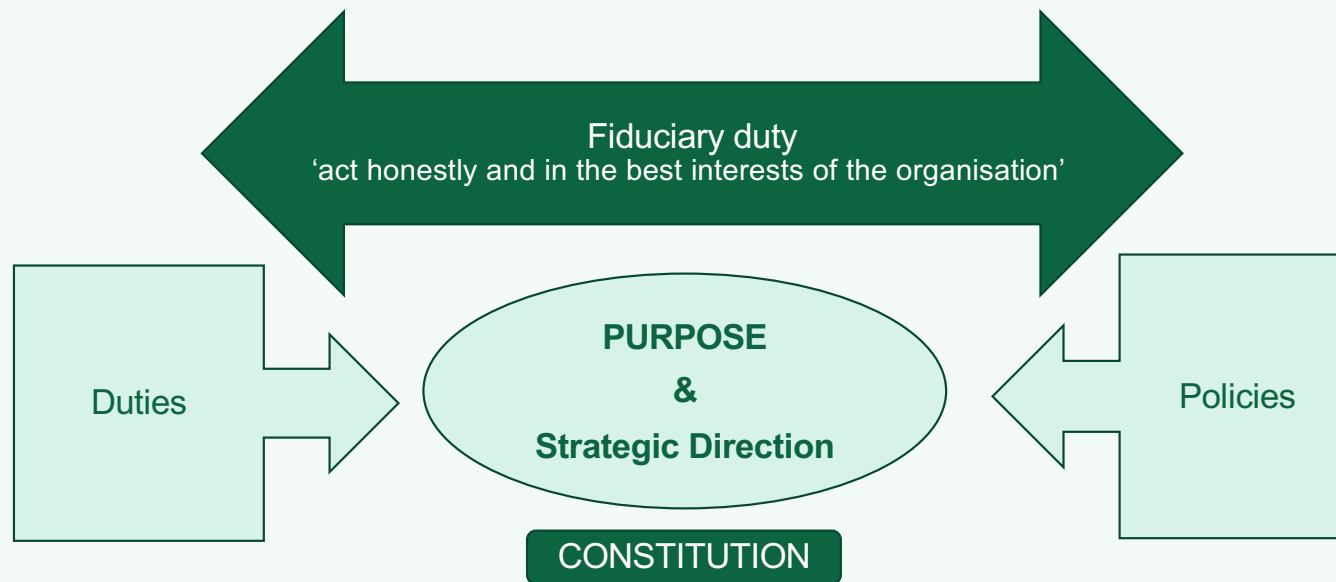 Fiduciary duty
‘act honestly and in the best interests of the organisation’
Duties
PURPOSE
&
Strategic Direction
Policies
CONSTITUTION